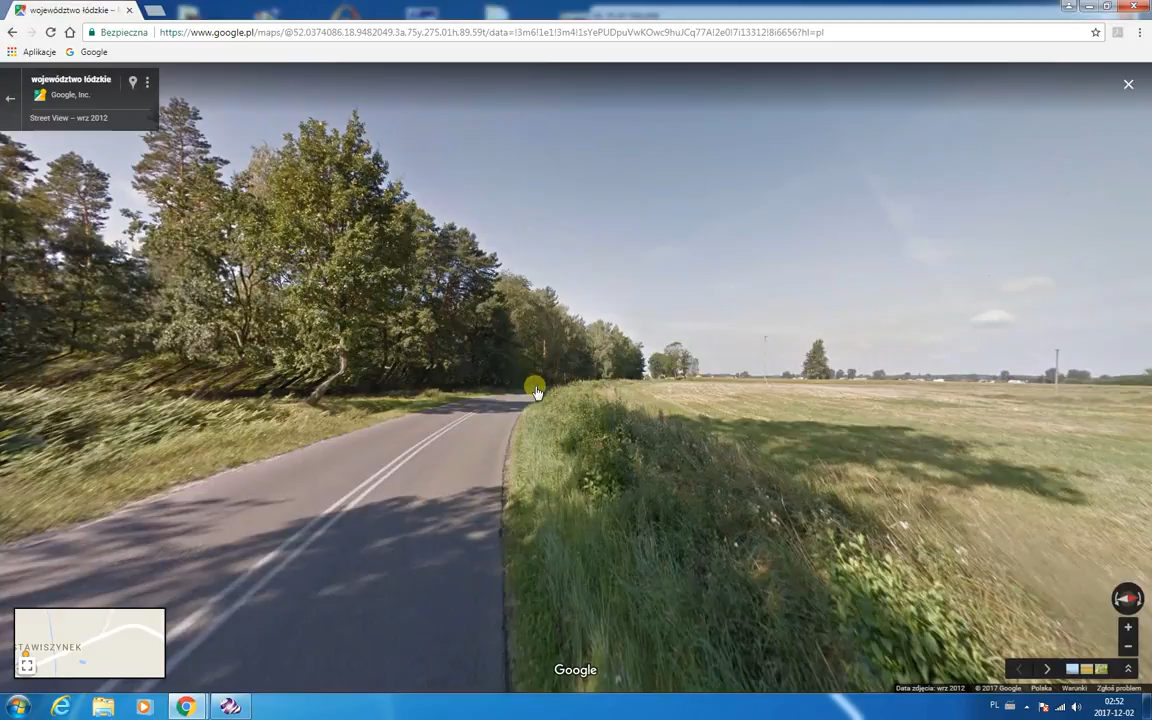 województwo łódzkie –
Bezpieczna
https://www.google.pl/maps/@52.0374086,18.9482049,3a,75y,275.01h,89.59t/data=!3m6!1e1!3m4!1sYePUDpuVwKOwc9huJCq77A!2e0!7i13312!8i6656?hl=pl
Aplikacje
Google
województwo łódzkie
Google, Inc.
Street View – wrz 2012
STAWISZYNEK
Google
Data zdjęcia: wrz 2012 © 2017 Google Polska Warunki Zgłoś problem
PL
02:52
2017-12-02